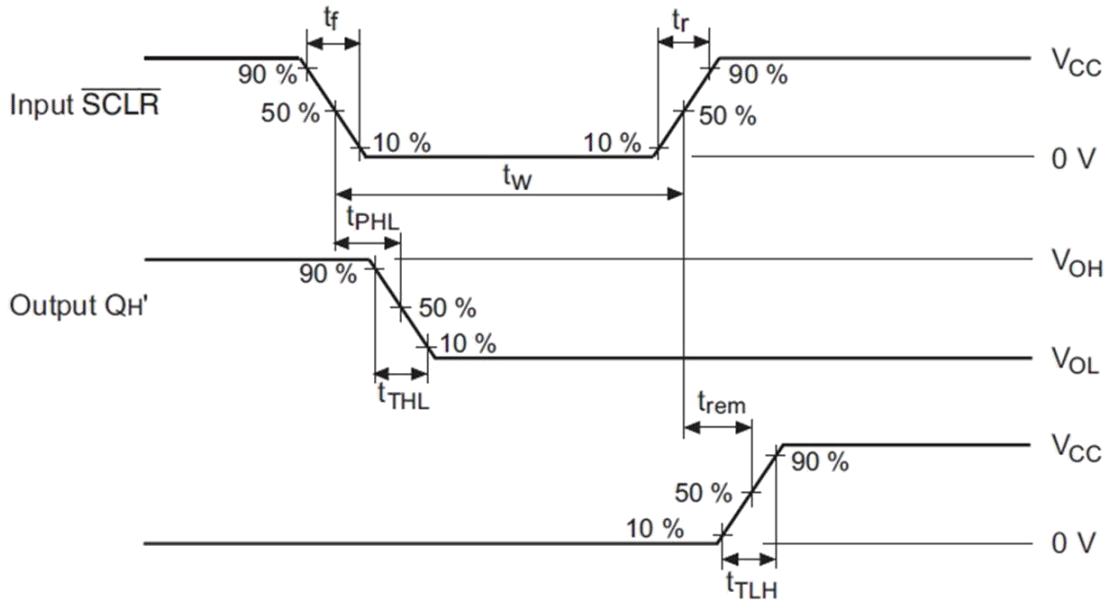 tf
tr
VCC
90 %
90 %
Input SCLR
50 %
50 %
10 %
10 %
0 V
tW
tPHL
VOH
90 %
Output QH'
50 %
10 %
VOL
tTHL
trem
VCC
90 %
50 %
10 %
0 V
tTLH